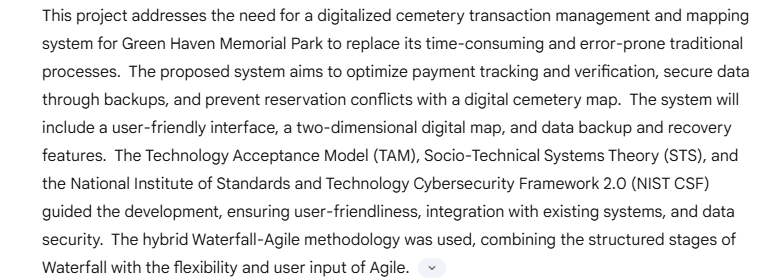 This project addresses the need for a digitalized cemetery transaction management and mapping
system for Green Haven Memorial Park to replace its time-consuming and error-prone traditional
processes.  The proposed system aims to optimize payment tracking and verification, secure data
through backups, and prevent reservation conflicts with a digital cemetery map.  The system will
include a user-friendly interface, a two-dimensional digital map, and data backup and recovery
features.  The Technology Acceptance Model (TAM), Socio-Technical Systems Theory (STS), and
the National Institute of Standards and Technology Cybersecurity Framework 2.0 (NIST CSF)
guided the development, ensuring user-friendliness, integration with existing systems, and data
security.  The hybrid Waterfall-Agile methodology was used, combining the structured stages of
Waterfall with the flexibility and user input of Agile.